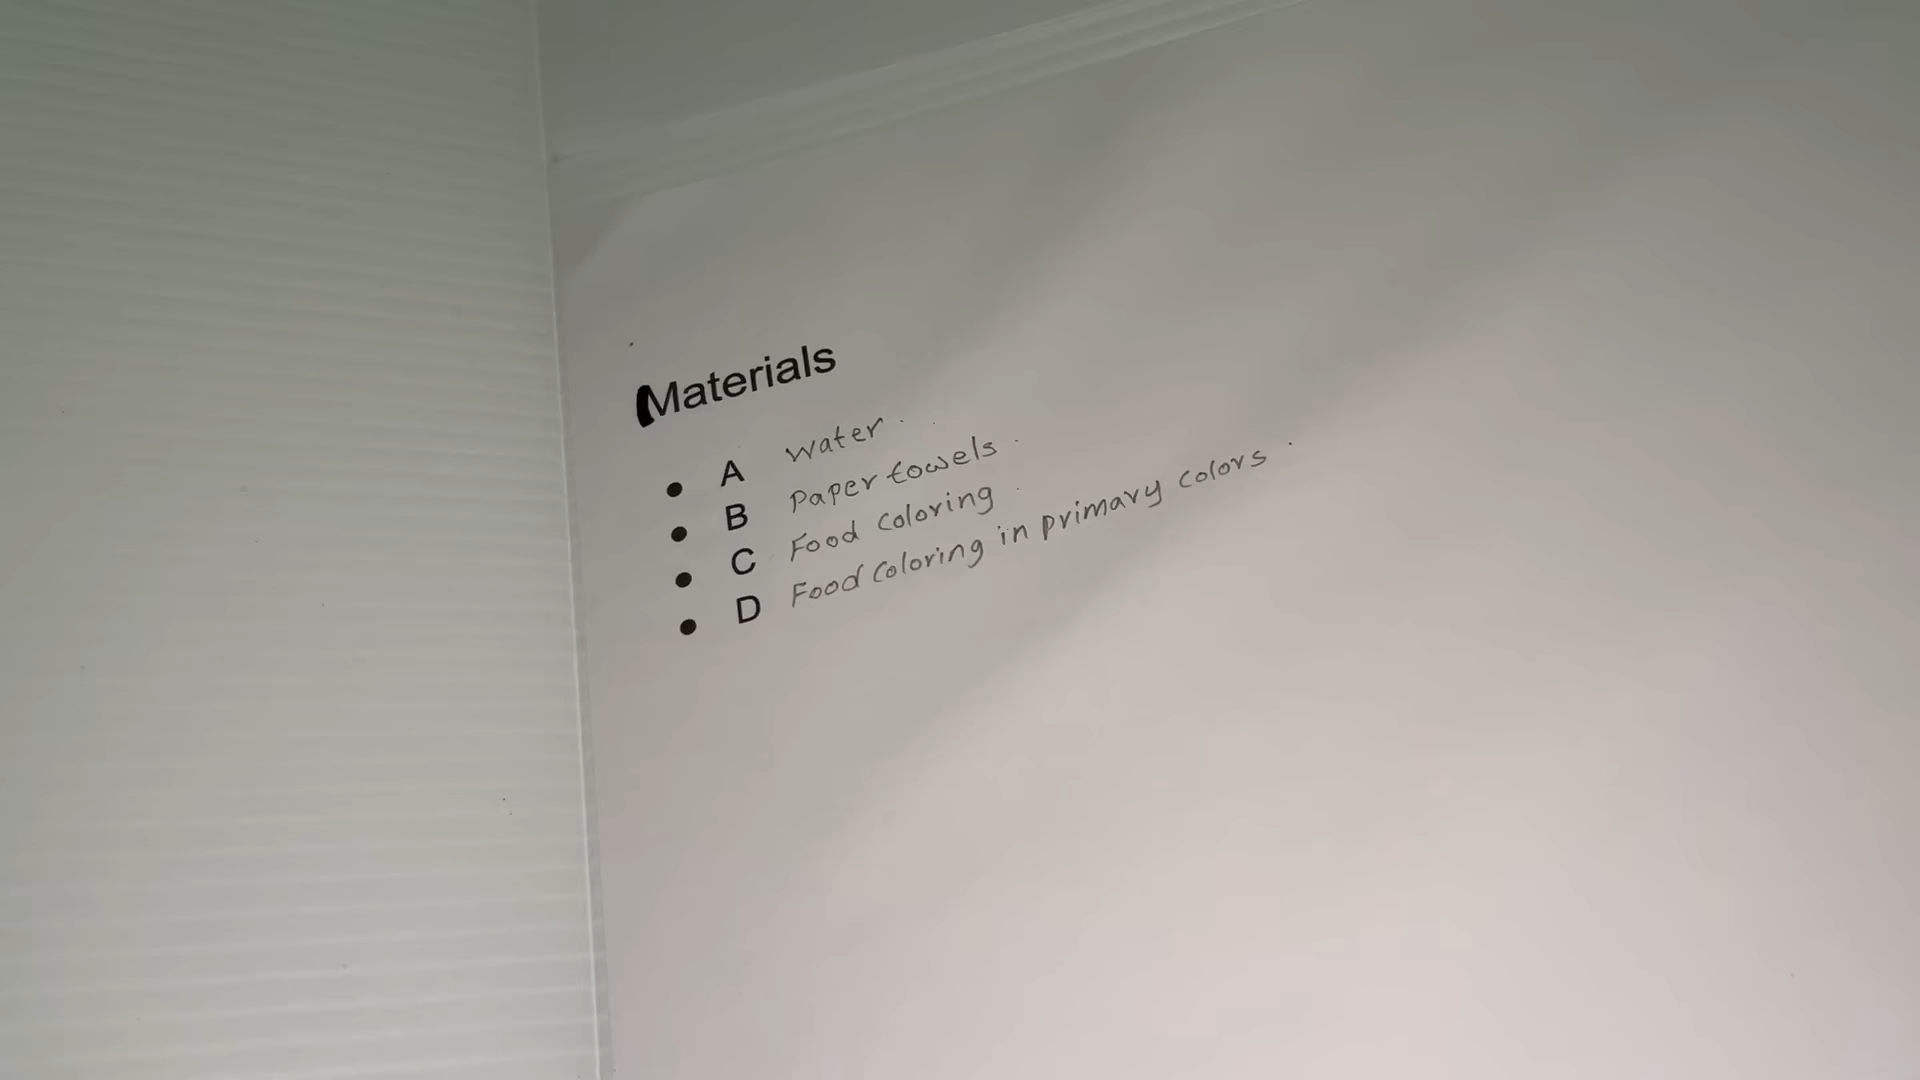 Materials
• A water.
• B Paper towels.
• C Food coloring.
• D Food coloring in primary colors.